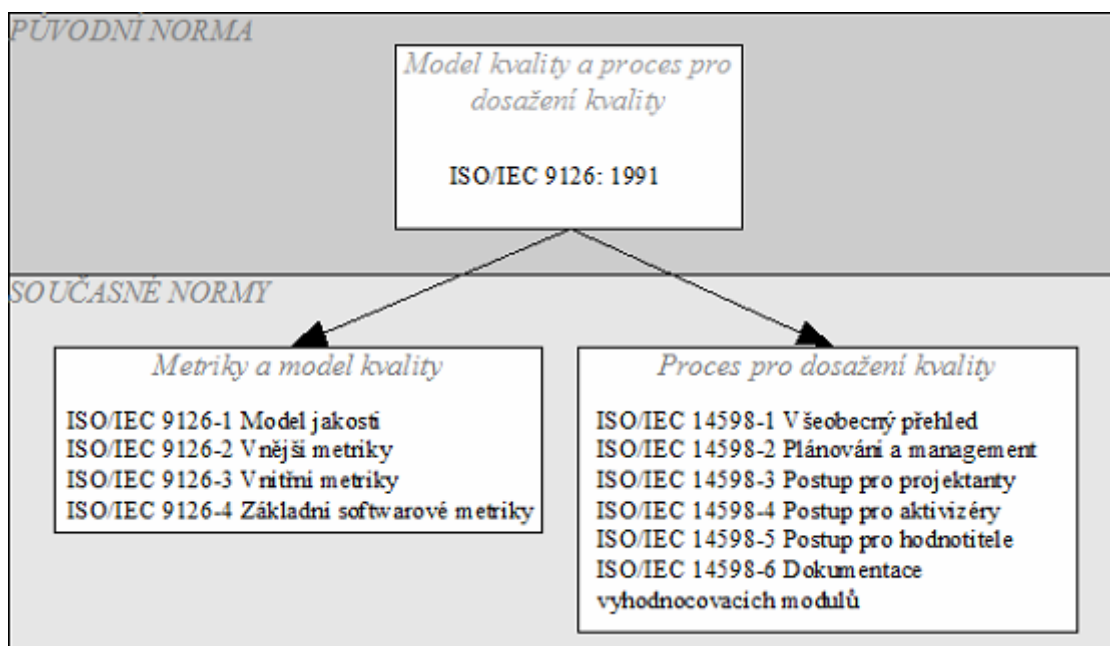 PŮVODNÍ NORMA
Model kvality a proces pro
dosažení kvality
ISO/IEC 9126: 1991
SOUČASNÉ NORMY
Metriky a model kvality
ISO/IEC 9126-1 Model jakosti
ISO/IEC 9126-2 Vnější metriky
ISO/IEC 9126-3 Vnitřní metriky
ISO/IEC 9126-4 Základní softwarové metriky
Proces pro dosažení kvality
ISO/IEC 14598-1 Všeobecný přehled
ISO/IEC 14598-2 Plánování a management
ISO/IEC 14598-3 Postup pro projektanty
ISO/IEC 14598-4 Postup pro aktivizéry
ISO/IEC 14598-5 Postup pro hodnotitele
ISO/IEC 14598-6 Dokumentace
vyhodnocovacích modulů